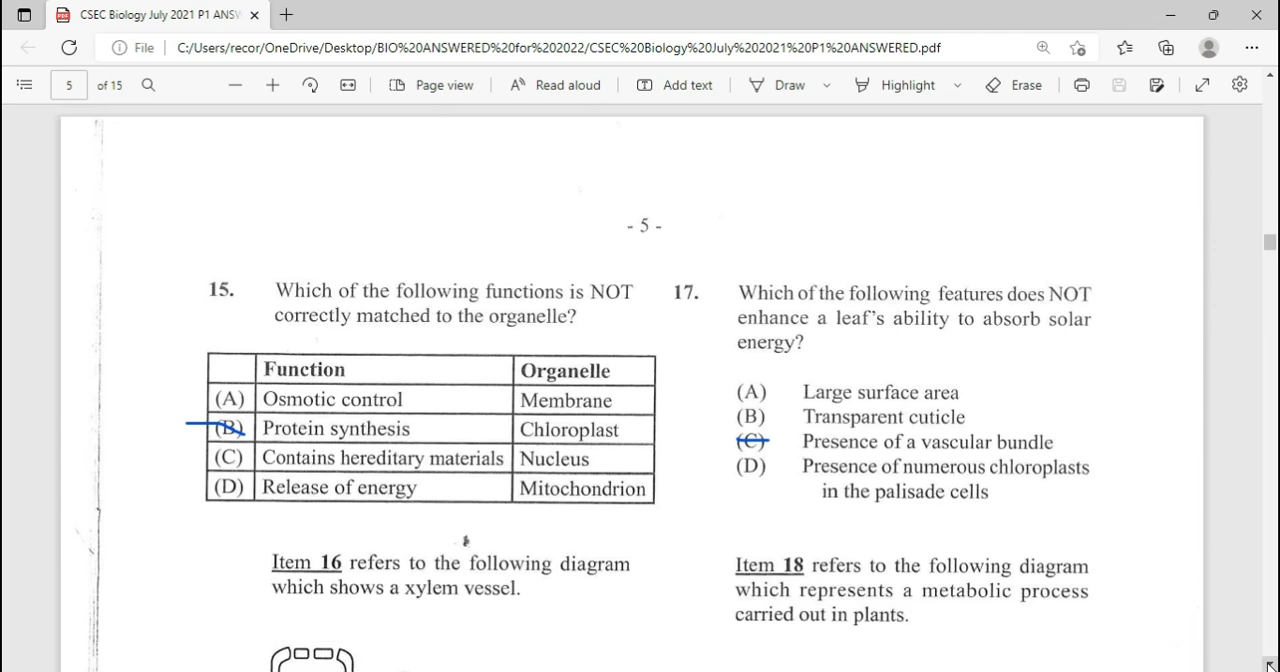 CSEC Biology July 2021 P1 ANSW
File
C:/Users/recor/OneDrive/Desktop/BIO%20ANSWERED%20for%202022/CSEC%20Biology%20July%202021%20P1%20ANSWERED.pdf
5 of 15
Page view
Read aloud
Add text
Draw
Highlight
Erase
- 5 -
15. Which of the following functions is NOT
correctly matched to the organelle?
Function Organelle
(A) Osmotic control Membrane
(B) Protein synthesis Chloroplast
(C) Contains hereditary materials Nucleus
(D) Release of energy Mitochondrion
Item 16 refers to the following diagram
which shows a xylem vessel.
17. Which of the following features does NOT
enhance a leaf's ability to absorb solar
energy?
(A) Large surface area
(B) Transparent cuticle
(C) Presence of a vascular bundle
(D) Presence of numerous chloroplasts
in the palisade cells
Item 18 refers to the following diagram
which represents a metabolic process
carried out in plants.